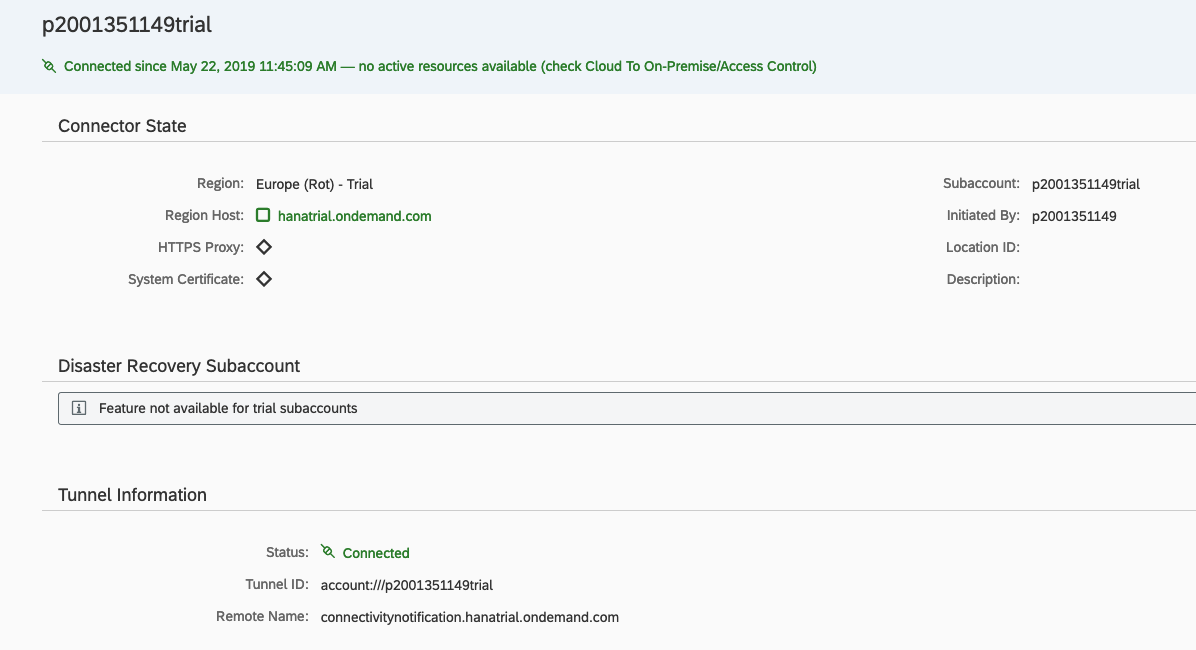 p2001351149trial
Connected since May 22, 2019 11:45:09 AM — no active resources available (check Cloud To On-Premise/Access Control)
Connector State
Region: Europe (Rot) - Trial
Subaccount: p2001351149trial
Region Host: hanatrial.ondemand.com
Initiated By: p2001351149
HTTPS Proxy:
Location ID:
System Certificate:
Description:
Disaster Recovery Subaccount
Feature not available for trial subaccounts
Tunnel Information
Status: Connected
Tunnel ID: account:///p2001351149trial
Remote Name: connectivitynotification.hanatrial.ondemand.com